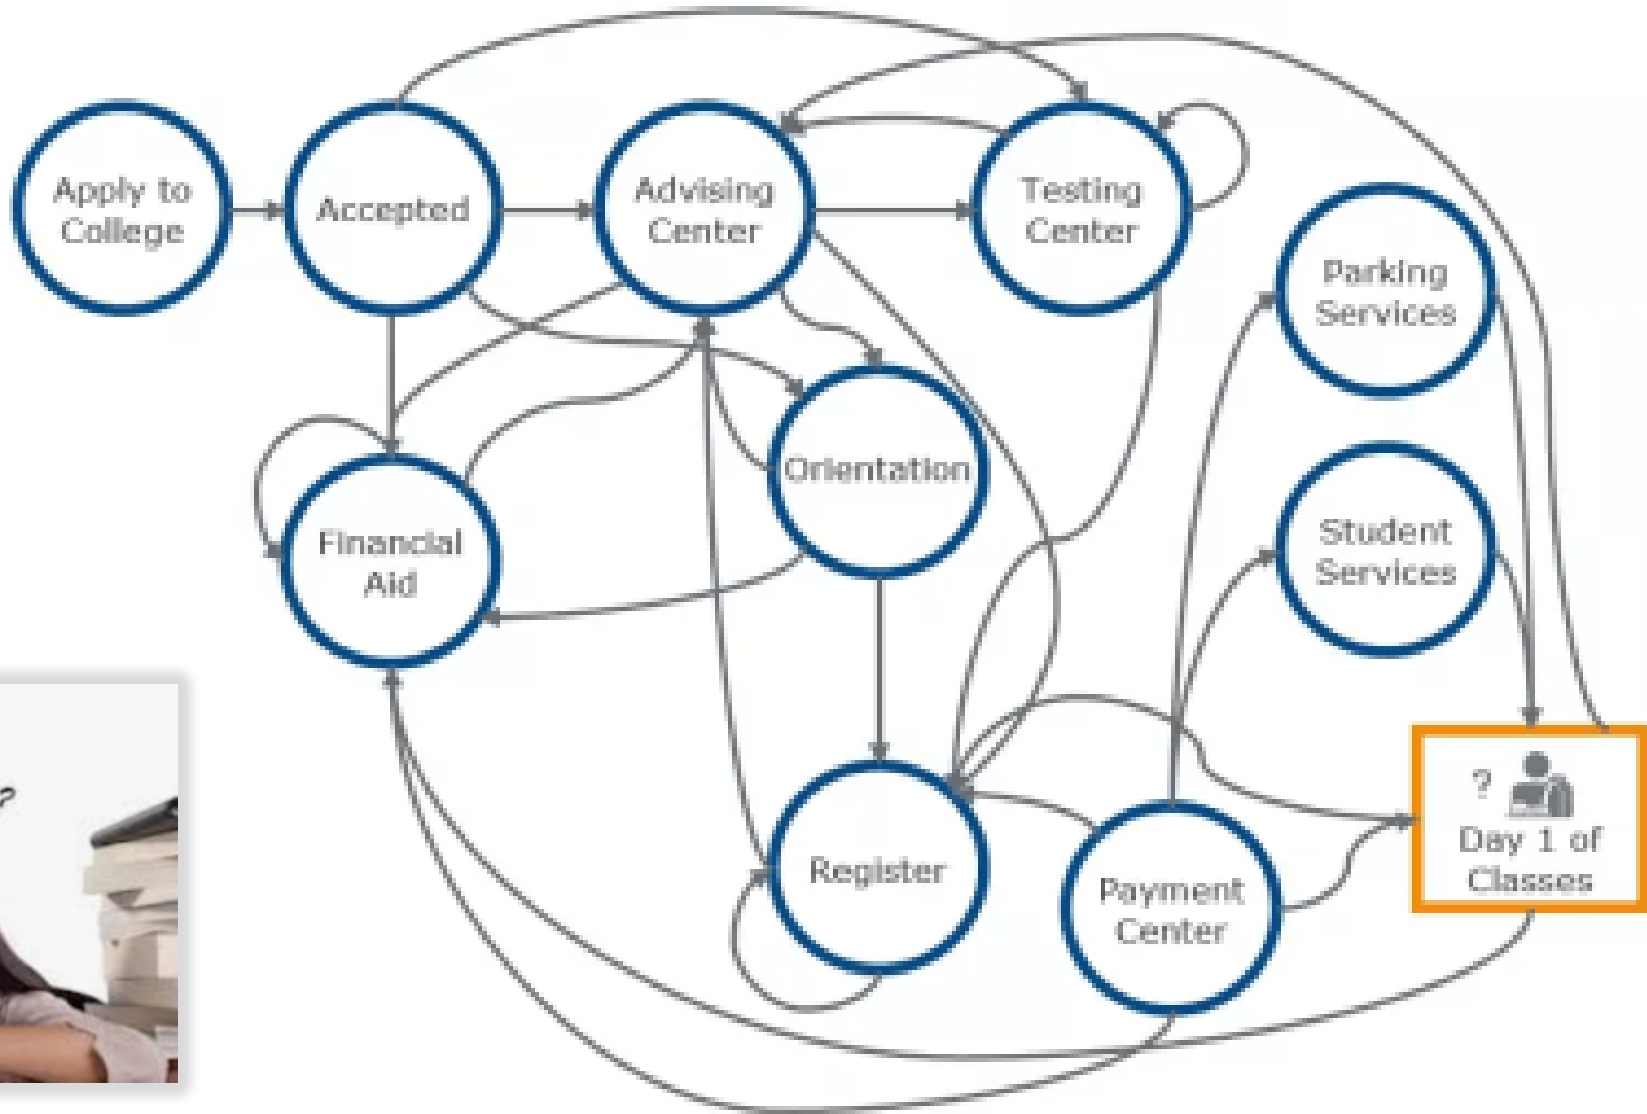 Apply to
College
Accepted
Advising
Center
Testing
Center
Parking
Services
Orientation
Financial
Aid
Student
Services
?
?
Day 1 of
Classes
Register
Payment
Center